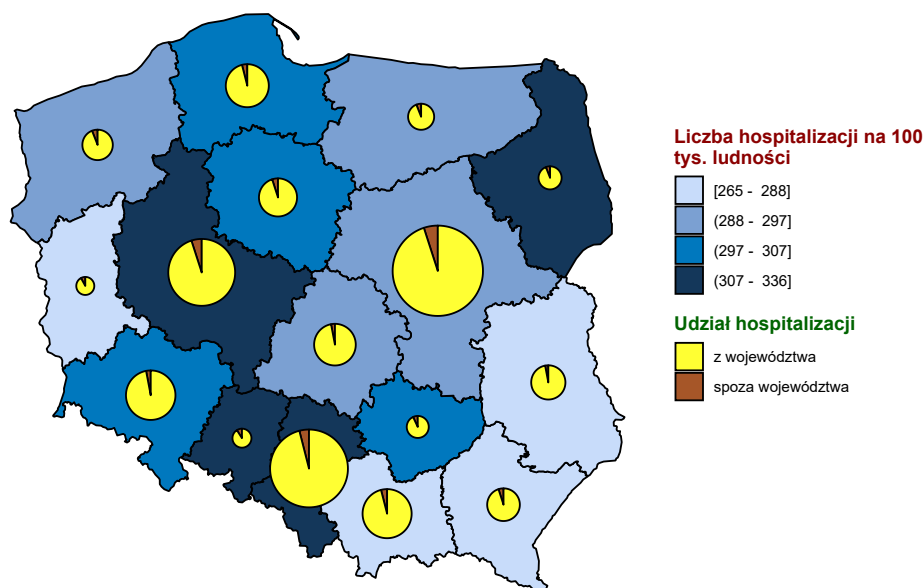 Liczba hospitalizacji na 100
tys. ludności
[265 - 288]
(288 - 297]
(297 - 307]
(307 - 336]
Udział hospitalizacji
z województwa
spoza województwa